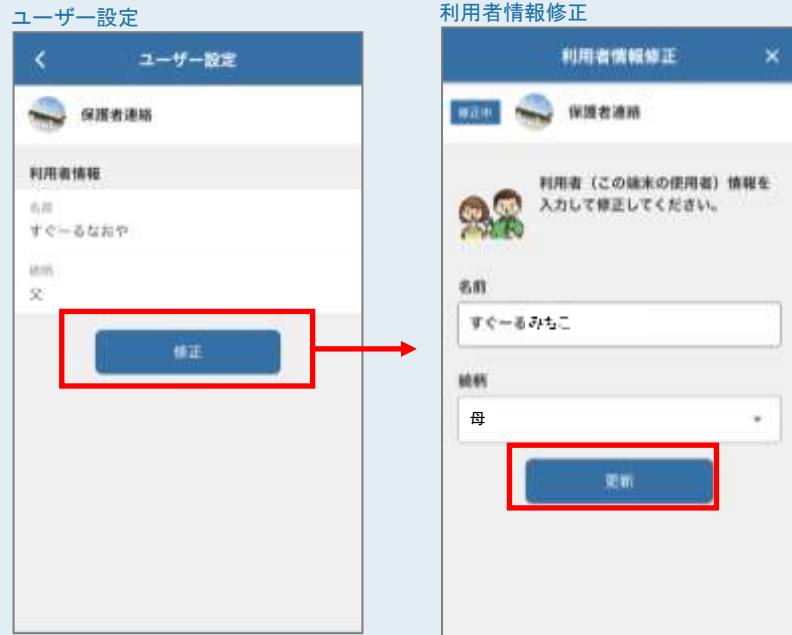 ユーザー設定
ユーザー設定
保護者連絡
利用者情報
名前
すぐーるなおや
続柄
父
修正
利用者情報修正
利用者情報修正
修正中
保護者連絡
利用者（この端末の使用者）情報を
入力して修正してください。
名前
すぐーるみちこ
続柄
母
更新